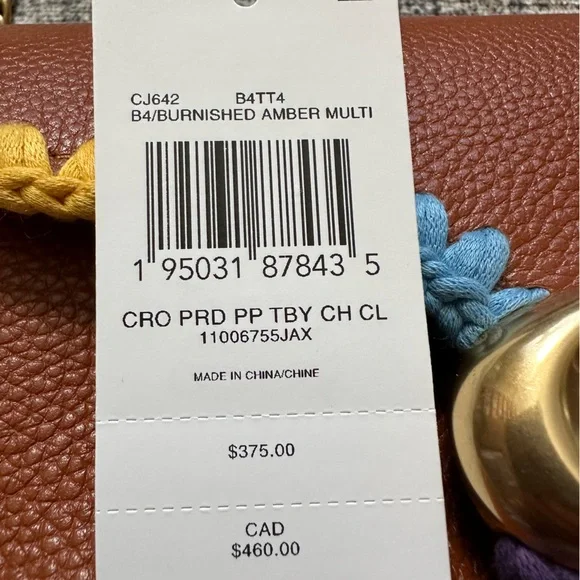 CJ642 B4TT4
B4/BURNISHED AMBER MULTI
1 95031 87843 5
CRO PRD PP TBY CH CL
11006755JAX
MADE IN CHINA/CHINE
$375.00
CAD
$460.00